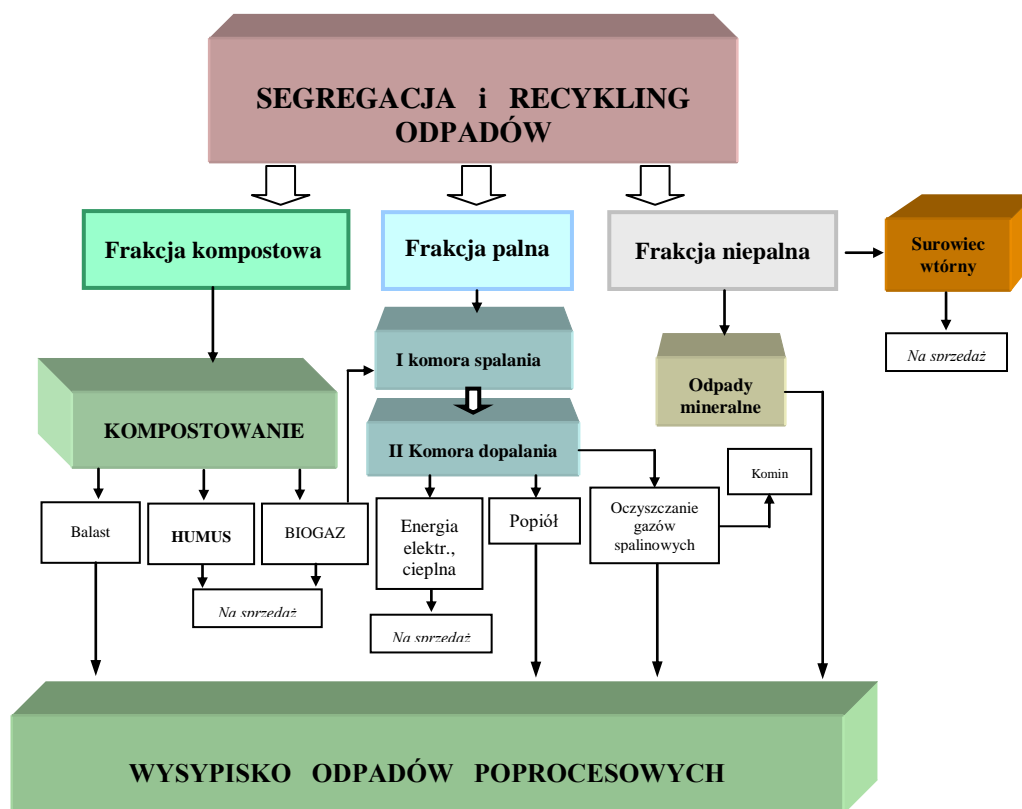 SEGREGACJA i RECYKLING
ODPADÓW
Frakcja kompostowa
Frakcja palna
Frakcja niepalna
Surowiec
wtórny
I komora spalania
Na sprzedaż
Odpady
mineralne
KOMPOSTOWANIE
II Komora dopalania
Komin
Balast
HUMUS
BIOGAZ
Energia
elektr.,
cieplna
Popiół
Oczyszczanie
gazów
spalinowych
Na sprzedaż
Na sprzedaż
WYSYPISKO ODPADÓW POPROCESOWYCH